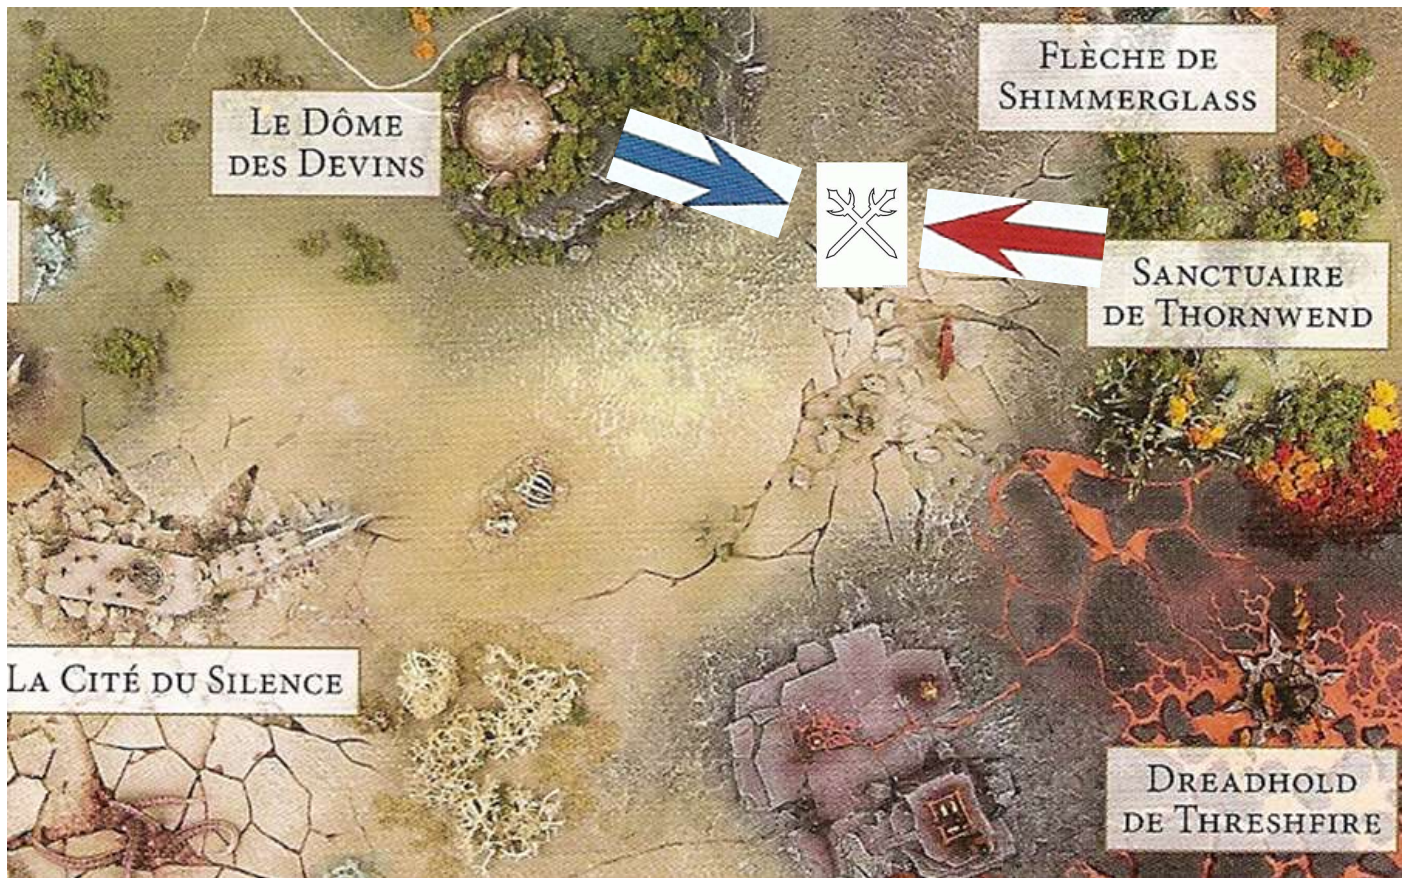 FLÈCHE DE
SHIMMERGLASS
LE DÔME
DES DEVINS
SANCTUAIRE
DE THORNWEND
LA CITÉ DU SILENCE
DREADHOLD
DE THRESHFIRE